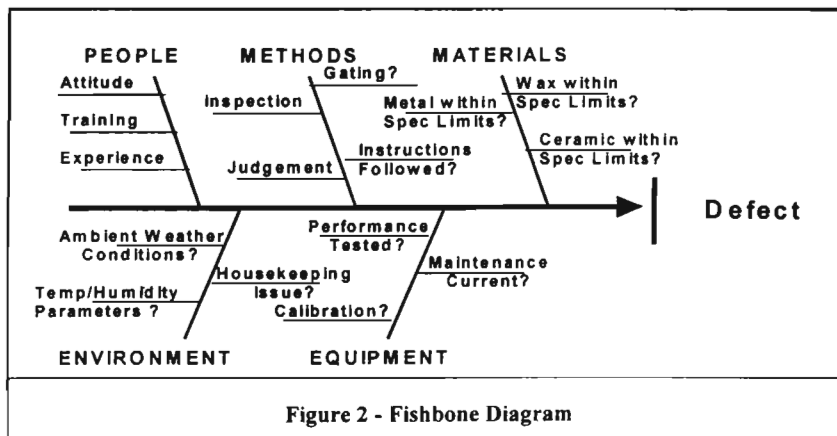 PEOPLE
METHODS
MATERIALS
Attitude
Training
Experience
Gating?
Inspection
Judgement
Instructions
Followed?
Wax within
Spec Limits?
Metal within
Spec Limits?
Ceramic within
Spec Limits?
Defect
Ambient Weather
Conditions?
Temp/Humidity
Parameters ?
Housekeeping
Issue?
Performance
Tested?
Calibration?
Maintenance
Current?
ENVIRONMENT
EQUIPMENT
Figure 2 - Fishbone Diagram